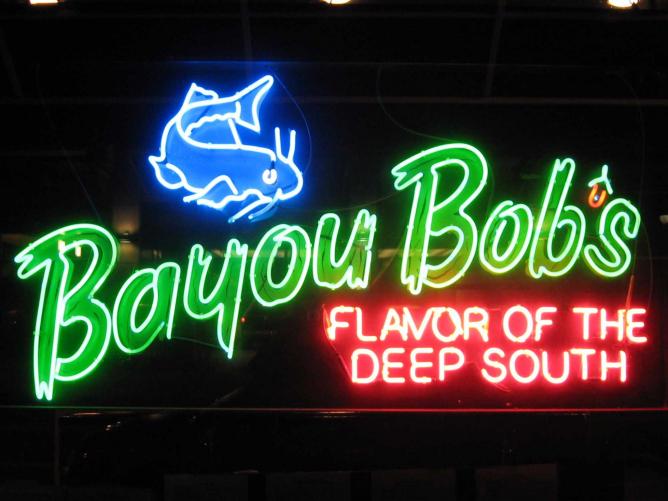 Bayou Bob's
FLAVOR OF THE
DEEP SOUTH